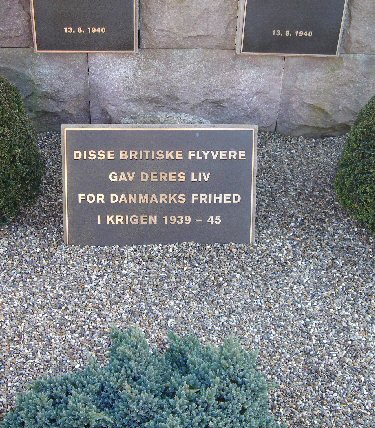 13. 8. 1940
13. 8. 1940
DISSE BRITISKE FLYVERE
GAV DERES LIV
FOR DANMARKS FRIHED
I KRIGEN 1939 – 45